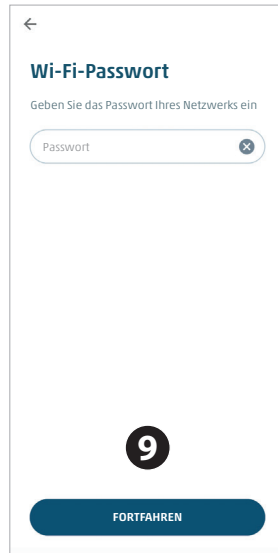 Wi-Fi-Passwort
Geben Sie das Passwort Ihres Netzwerks ein
Passwort
9
FORTFAHREN